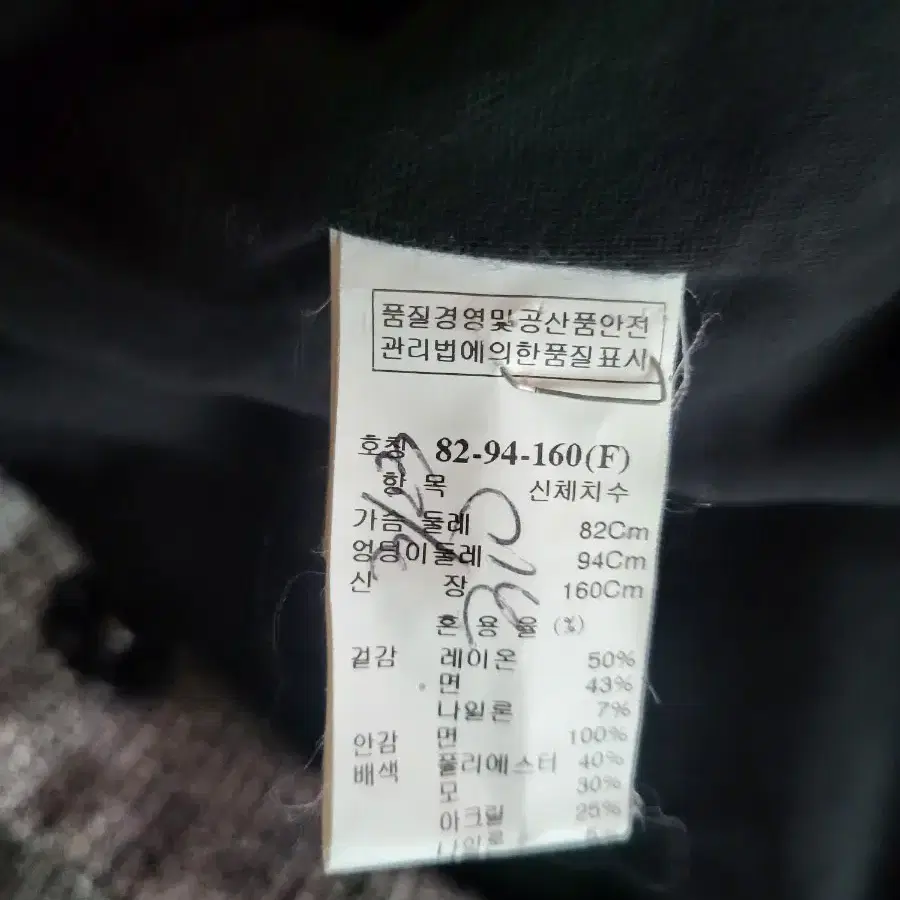 품질경영및공산품안전
관리법에의한품질표시
호칭 82-94-160(F)
항 목 신체치수
가슴 둘레 82Cm
엉덩이둘레 94Cm
신 장 160Cm
혼 용 율 (%)
겉감 레이온 50%
면 43%
나일론 7%
안감 면 100%
배색 폴리에스터 40%
모 30%
아크릴 25%